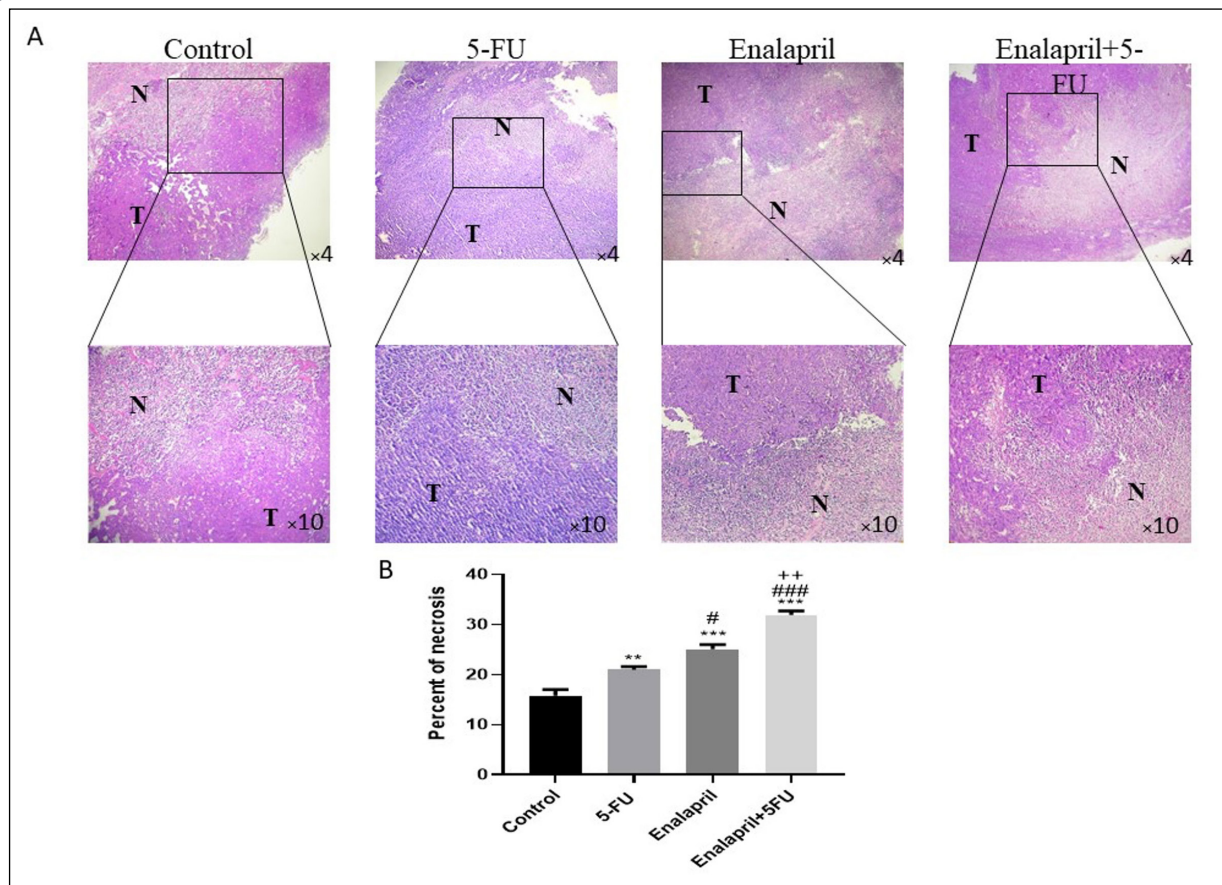 A
Control
5-FU
Enalapril
Enalapril+5-
FU
N
T
×4
N
T
×4
T
N
×4
T
N
×4
N
T
×10
N
T
×10
T
N
×10
T
N
×10
B
Percent of necrosis
40
30
20
10
0
**
#
***
++
###
***
Control
5-FU
Enalapril
Enalapril+5FU